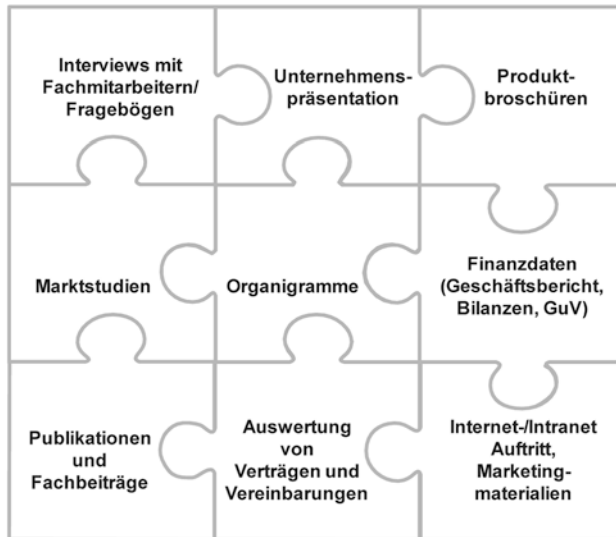 Interviews mit
Fachmitarbeitern/
Fragebögen
Unternehmens-
präsentation
Produkt-
broschüren
Marktstudien
Organigramme
Finanzdaten
(Geschäftsbericht,
Bilanzen, GuV)
Publikationen
und
Fachbeiträge
Auswertung
von
Verträgen und
Vereinbarungen
Internet-/Intranet
Auftritt,
Marketing-
materialien